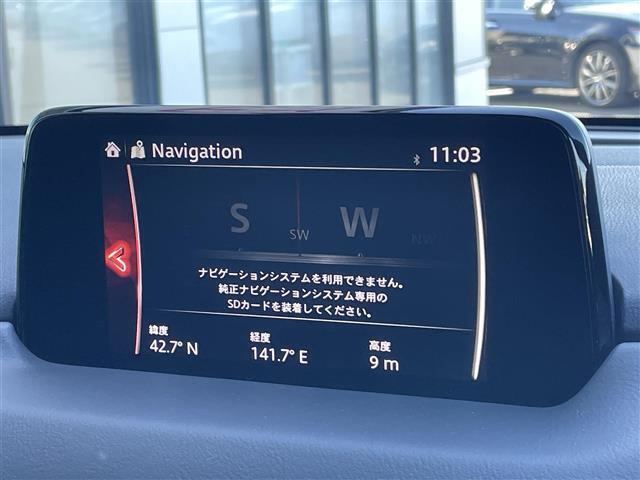 Navigation
11:03
S W
E SW NW
ナビゲーションシステムを利用できません。
純正ナビゲーションシステム専用の
SDカードを装着してください。
緯度 経度 高度
42.7° N 141.7° E 9 m